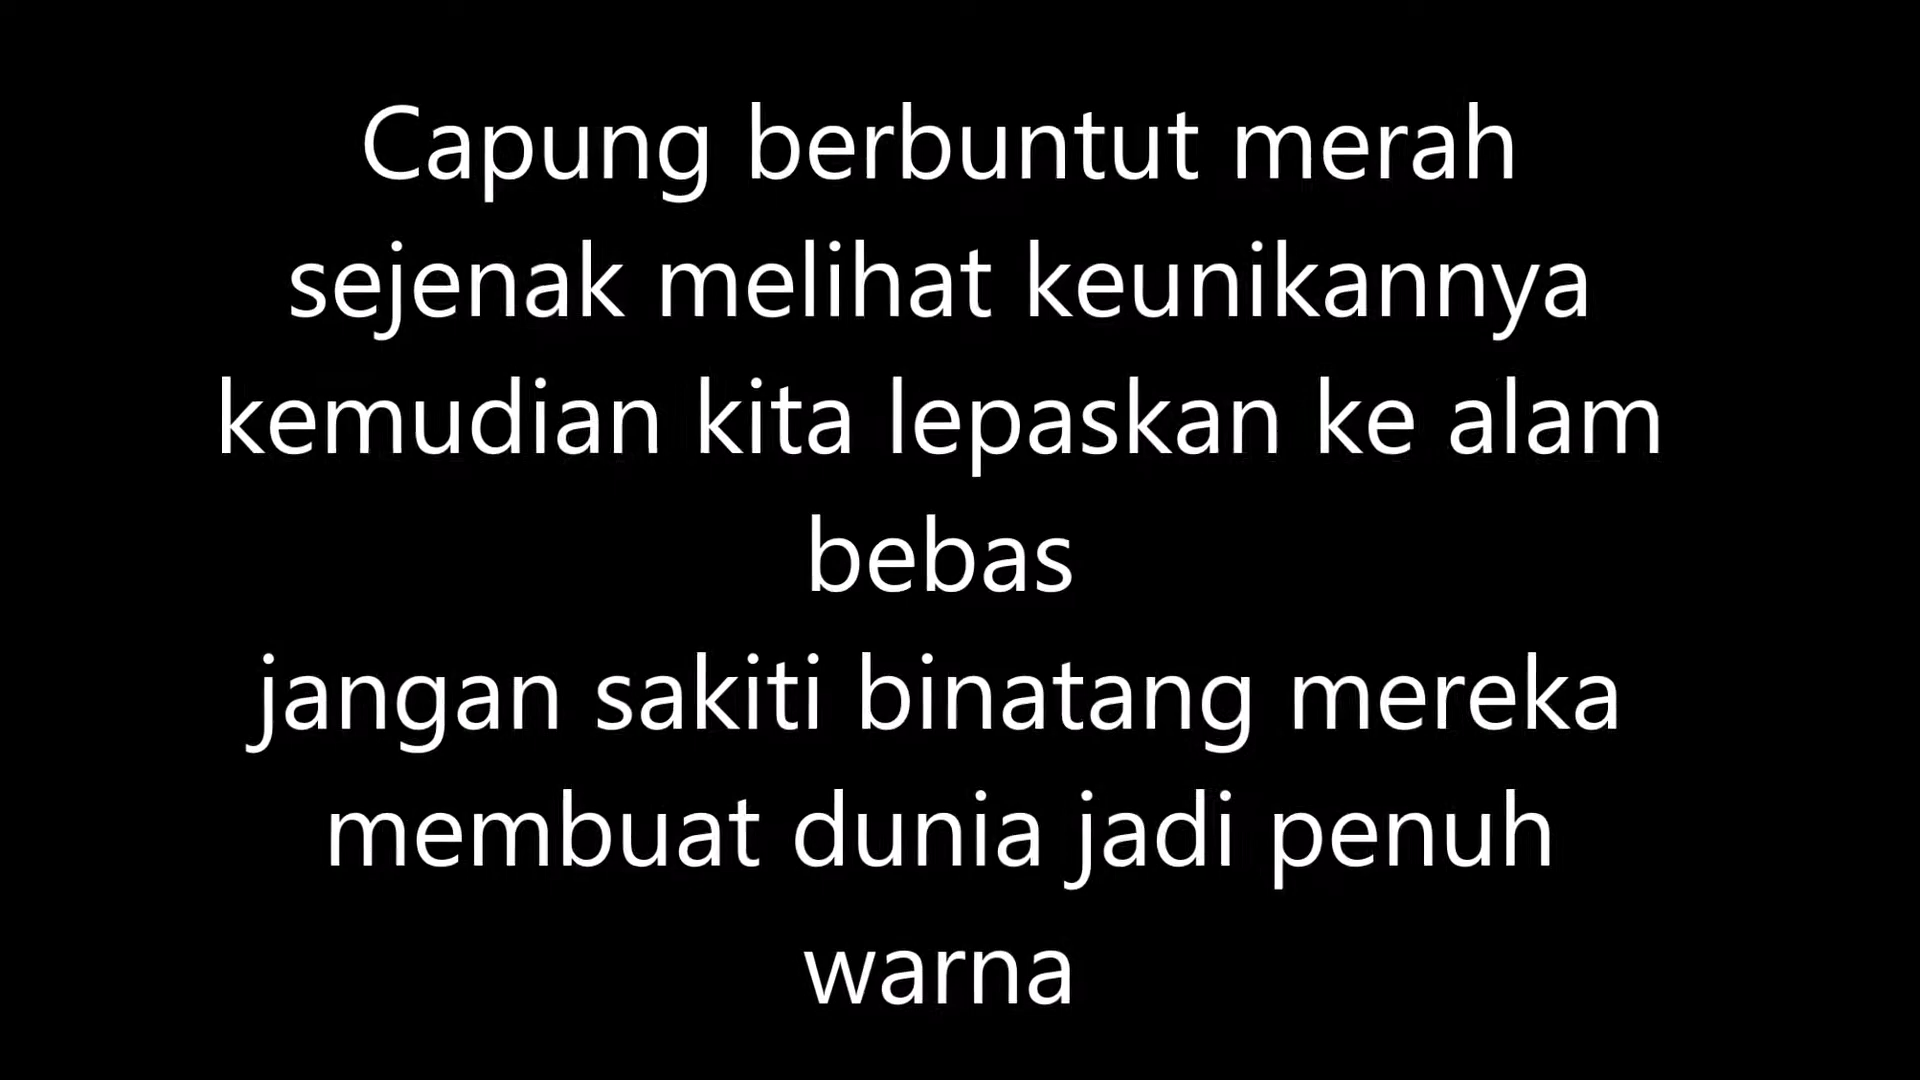 Capung berbuntut merah
sejenak melihat keunikannya
kemudian kita lepaskan ke alam
bebas
jangan sakiti binatang mereka
membuat dunia jadi penuh
warna